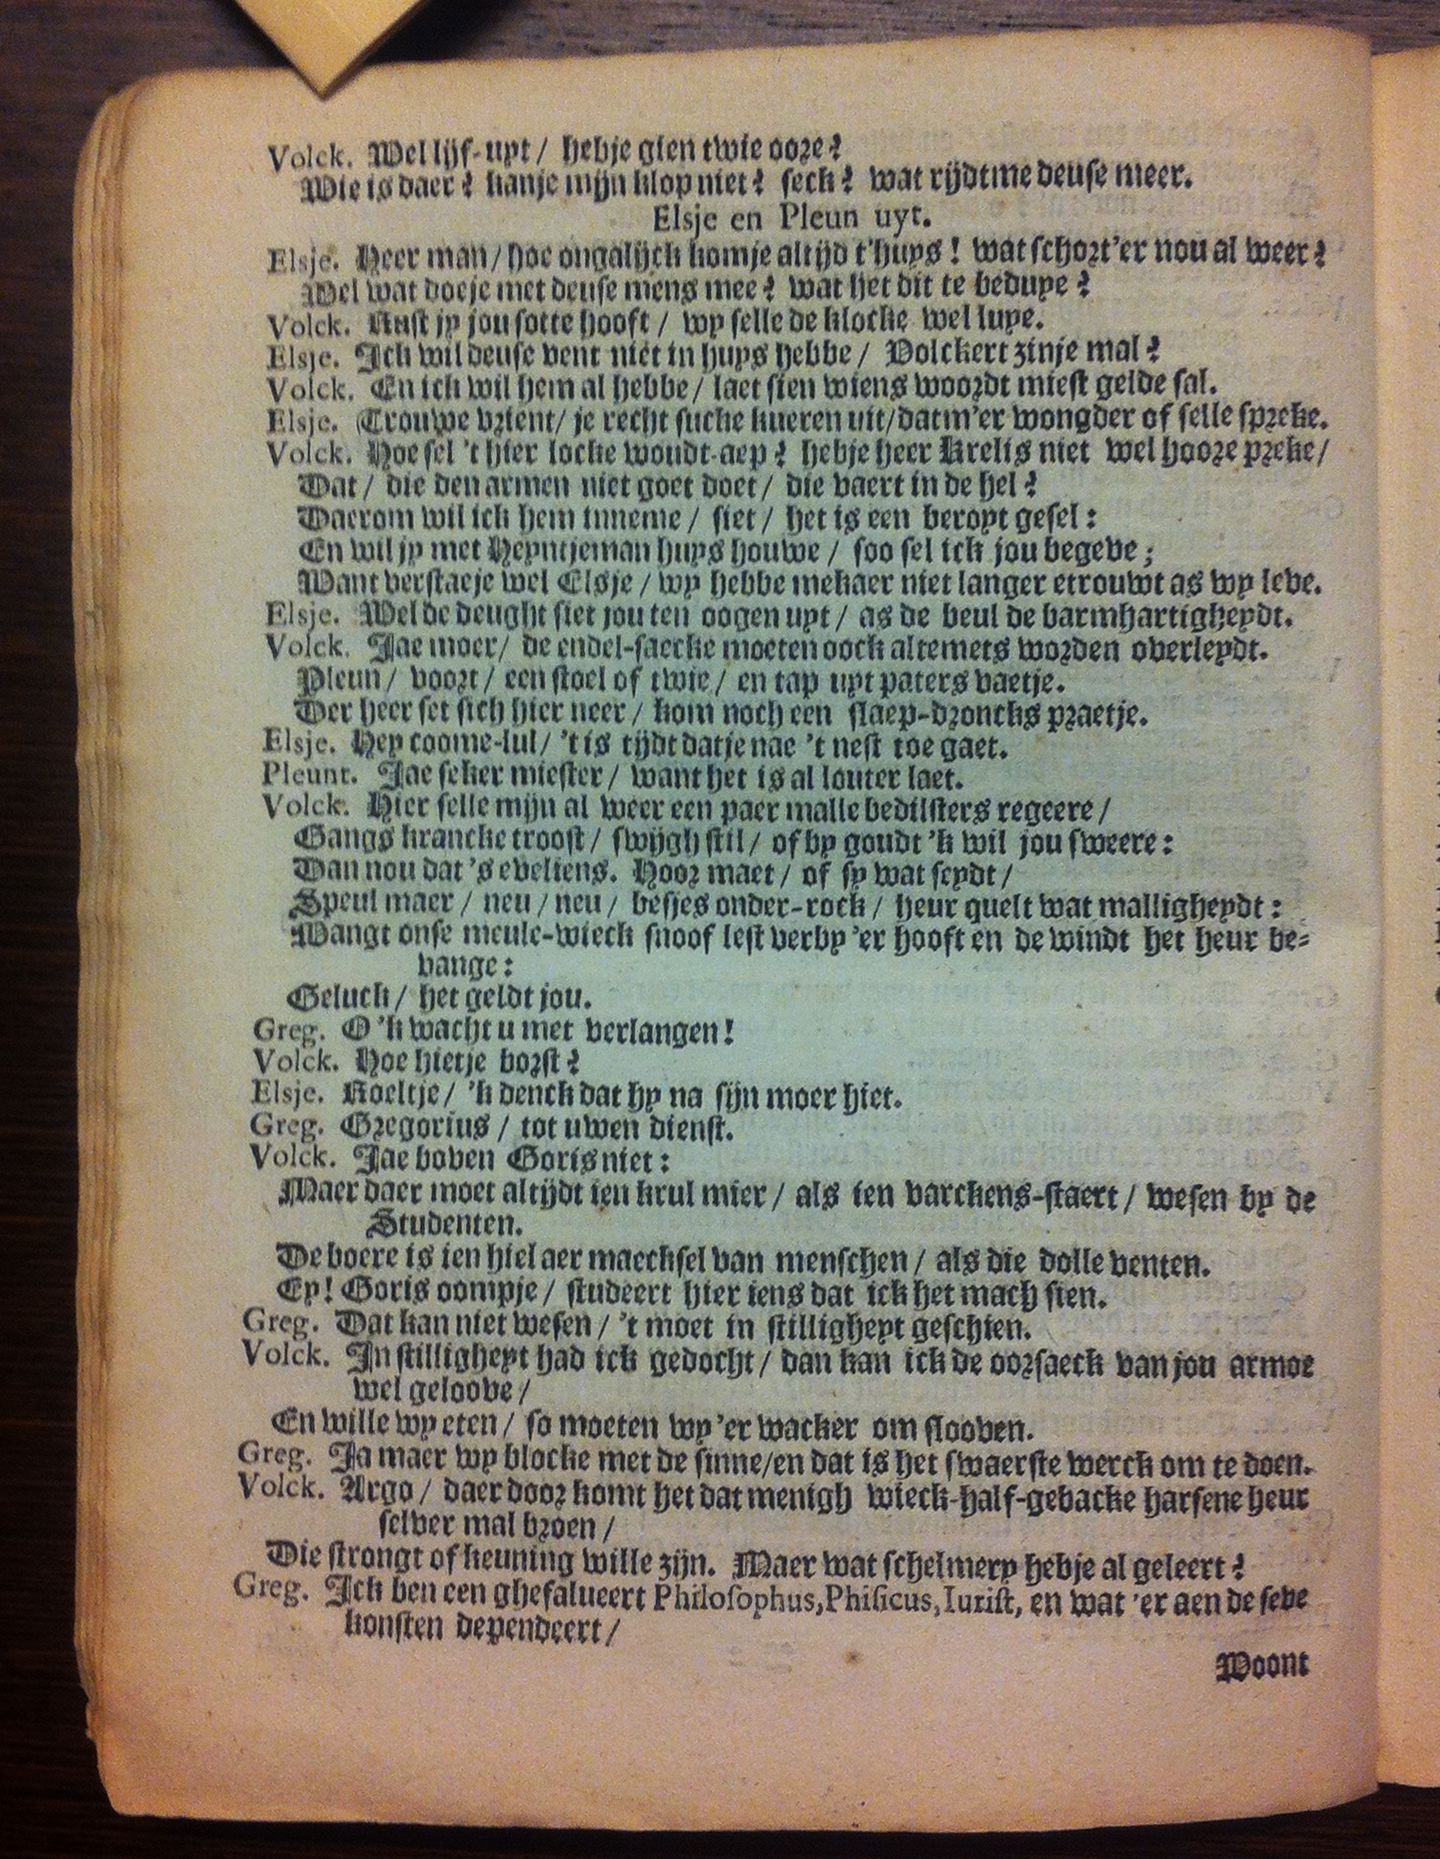 Volck. Wel lijf-uyt / hebje gien twie oore?
Wie is daer? kanje mijn klop niet? seck? wat rijdtme deuse meer.
Elsje en Pleun uyt.
Elsje. Heer man / hoe ongalijck komje altijd t'huys! wat schort'er nou al weer?
Wel wat doeje met deuse mens mee? wat het dit te beduye?
Volck. Rust jy jou sotte hooft / wy selle de klocke wel luye.
Elsje. Ick wil deuse vent niet in huys hebbe / Volckert zinje mal?
Volck. En ick wil hem al hebbe / laet sien wiens woordt miest gelde sal.
Elsje. Trouwe vrient / je recht sucke kueren uit / datm'er wongder of selle spreke.
Volck. Hoe sel 't hier locke woudt-aep? hebje heer Krelis niet wel hoore preke /
Dat / die den armen niet goet doet / die vaert in de hel?
Waerom wil ick hem inneme / siet / het is een beroyt gesel:
En wil jy met Heyntjeman huys houwe / soo sel ick jou begeve;
Want verstaeje wel Elsje / wy hebbe mekaer niet langer etrouwt as wy leve.
Elsje. Wel de deught siet jou ten oogen uyt / as de beul de barmhartigheydt.
Volck. Jae moer / de endel-saecke moeten oock altemets worden overleydt.
Pleun / voort / een stoel of twie / en tap uyt paters vaetje.
Der heer set sich hier neer / kom noch een slaep-droncks praetje.
Elsje. Hey toome-lul / 't is tijdt datje nae 't nest toe gaet.
Pleunt. Jae seker miester / want het is al louter laet.
Volck. Hier selle mijn al weer een paer malle bedilsters regeere /
Gangs krancke troost / swijgh stil / of by goudt 'k wil jou sweere:
Dan nou dat 's eveliens. Hoor maet / of sy wat seydt /
Speul maer / neu / neu / besjes onder-rock / heur quelt wat malligheydt:
Wangt onse meule-wieck snoof lest verby 'er hooft en de windt het heur be-
vange:
Geluck / het geldt jou.
Greg. O 'k wacht u met verlangen!
Volck. Hoe hietje borst?
Elsje. Roeltje / 'k denck dat hy na sijn moer hiet.
Greg. Gregorius / tot uwen dienst.
Volck. Jae boven Goris niet:
Maer daer moet altijdt ien krul mier / als ien varckens-staert / wesen by de
Studenten.
De boere is ien hiel aer maecksel van menschen / als die dolle venten.
Ey! Goris oompje / studeert hier iens dat ick het mach sien.
Greg. Dat kan niet wesen / 't moet in stilligheyt geschien.
Volck. In stilligheyt had ick gedocht / dan kan ick de oorsaeck van jou armoe
wel geloove /
En wille wy eten / so moeten wy 'er wacker om slooven.
Greg. Ja maer wy blocke met de sinne / en dat is het swaerste werck om te doen.
Volck. Argo / daer door komt het dat menigh wieck-half-gebacke harsene heur
selver mal broen /
Die strongt of keuning wille zijn. Maer wat schelmery hebje al geleert?
Greg. Ick ben een ghesalueert Philosophus, Phisicus, Iurist, en wat 'er aen de seve
konsten dependeert /
Woont